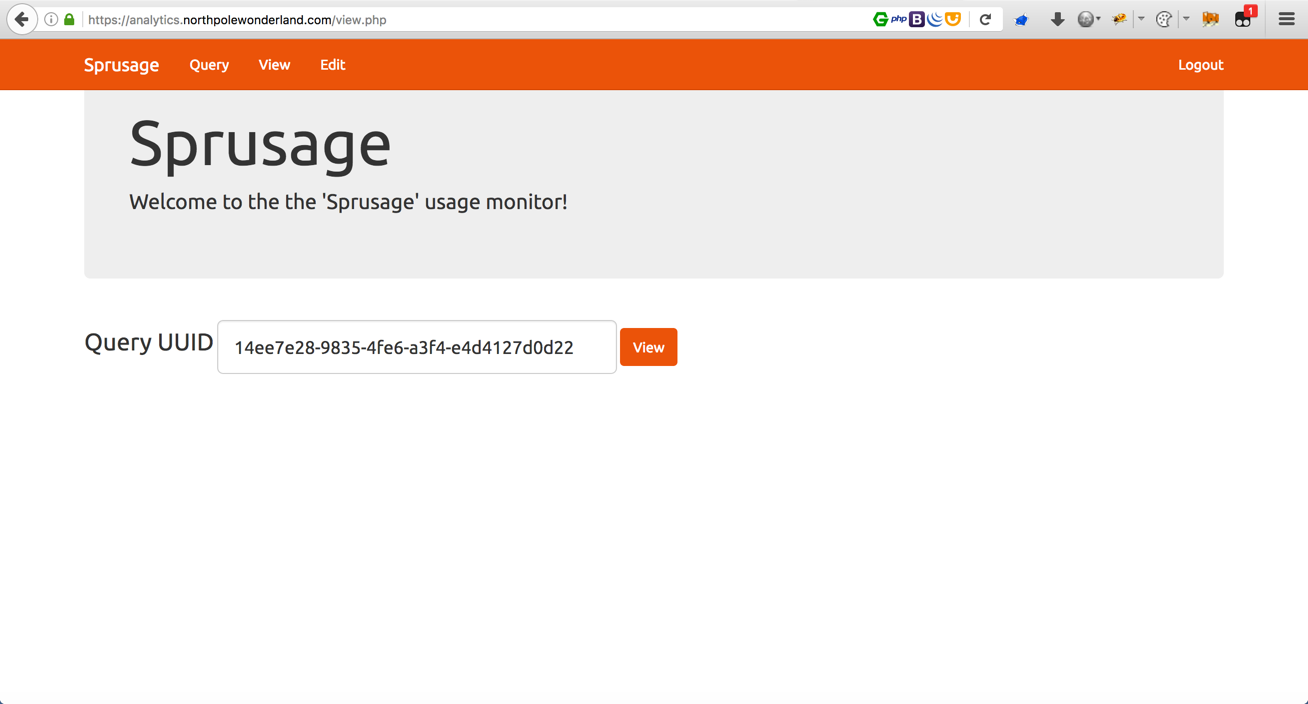 https://analytics.northpolewonderland.com/view.php
php B 1
Sprusage Query View Edit Logout
Sprusage
Welcome to the the 'Sprusage' usage monitor!
Query UUID 14ee7e28-9835-4fe6-a3f4-e4d4127d0d22 View